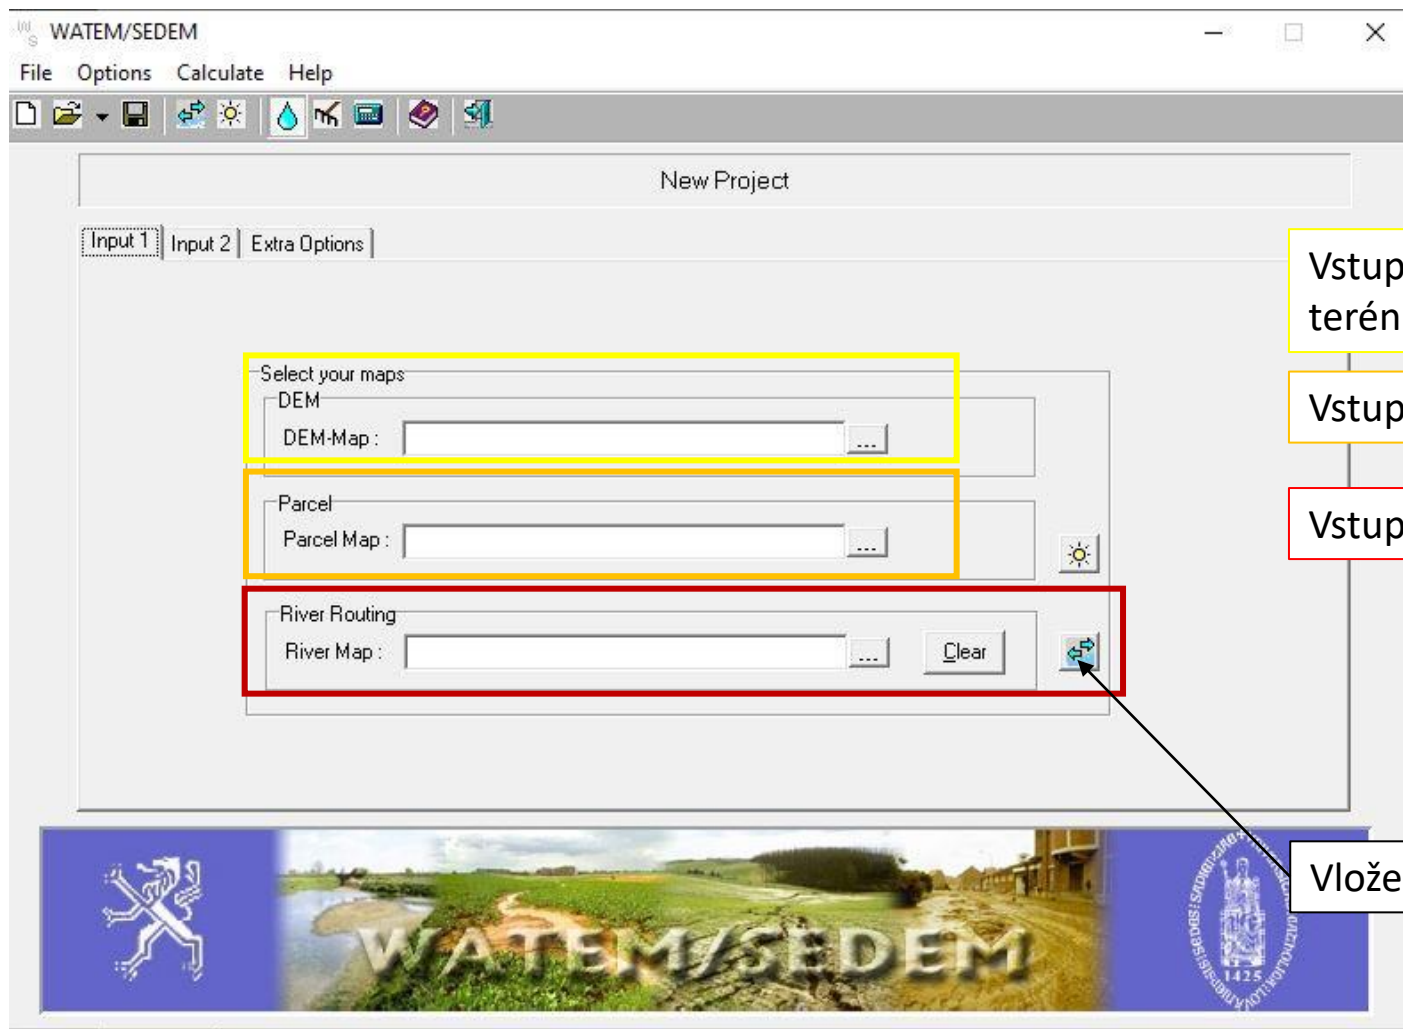 WATEM/SEDEM
File Options Calculate Help
New Project
Input 1 Input 2 Extra Options
Vstup
terén
Select your maps
DEM
DEM-Map :
...
Vstup
Parcel
Parcel Map :
...
Vstup
River Routing
River Map :
...
Clear
Vlože
WATEM/SEDEM
1425